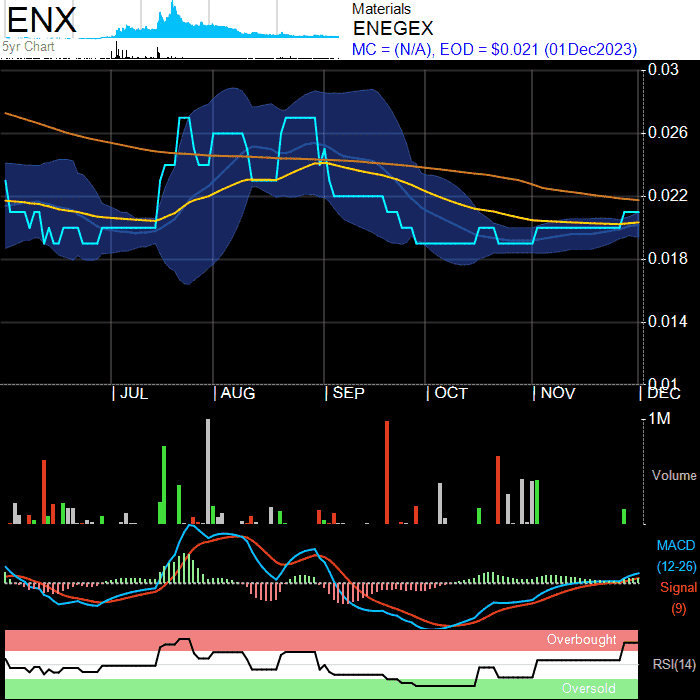 ENX
5yr Chart
Materials
ENEGEX
MC = (N/A), EOD = $0.021 (01Dec2023)
0.03
0.026
0.022
0.018
0.014
0.01
JUL
AUG
SEP
OCT
NOV
DEC
1M
Volume
MACD
(12-26)
Signal
(9)
Overbought
RSI(14)
Oversold